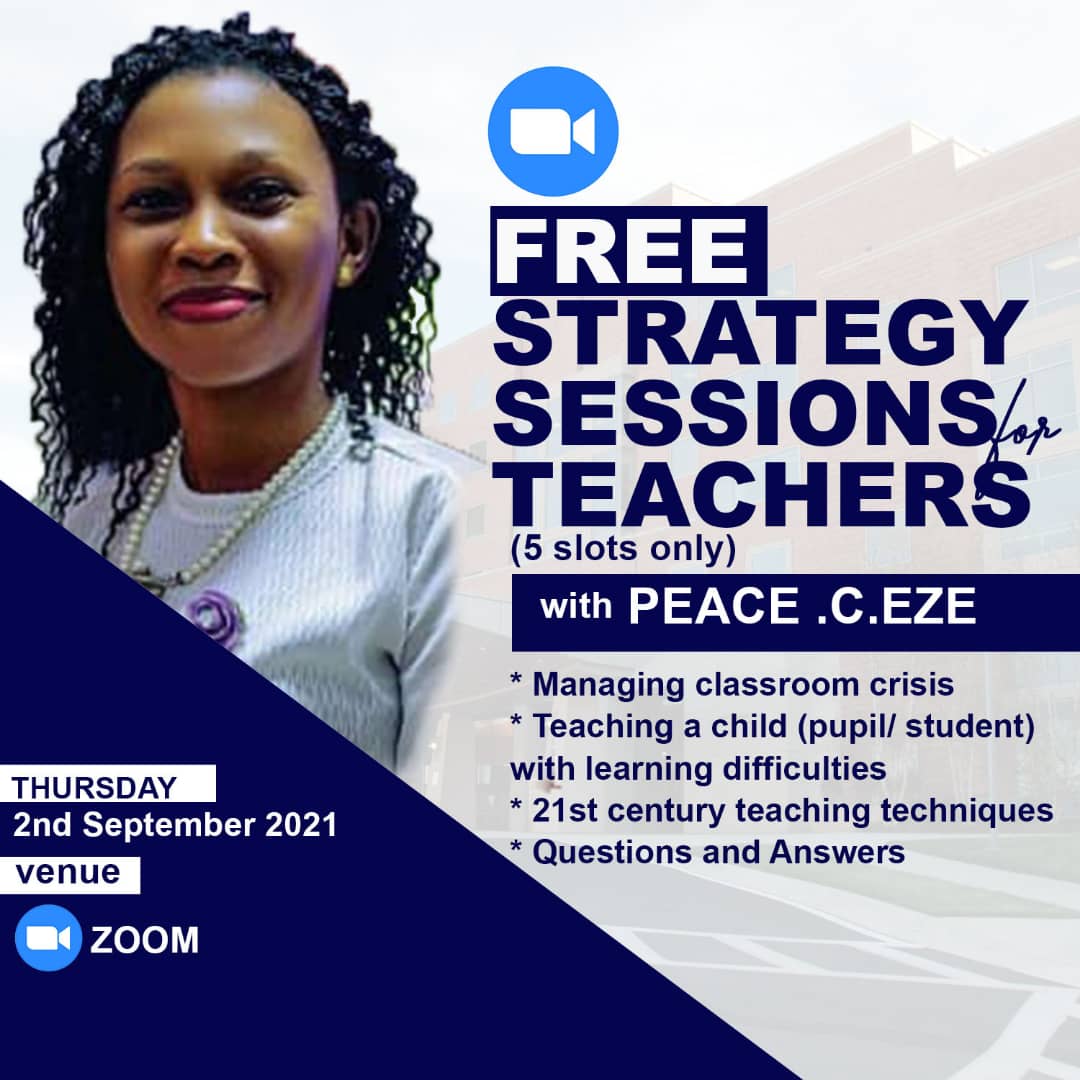 FREE
STRATEGY
SESSIONS for
TEACHERS
(5 slots only)
with PEACE .C.EZE
* Managing classroom crisis
* Teaching a child (pupil/ student)
with learning difficulties
* 21st century teaching techniques
* Questions and Answers
THURSDAY
2nd September 2021
venue
ZOOM